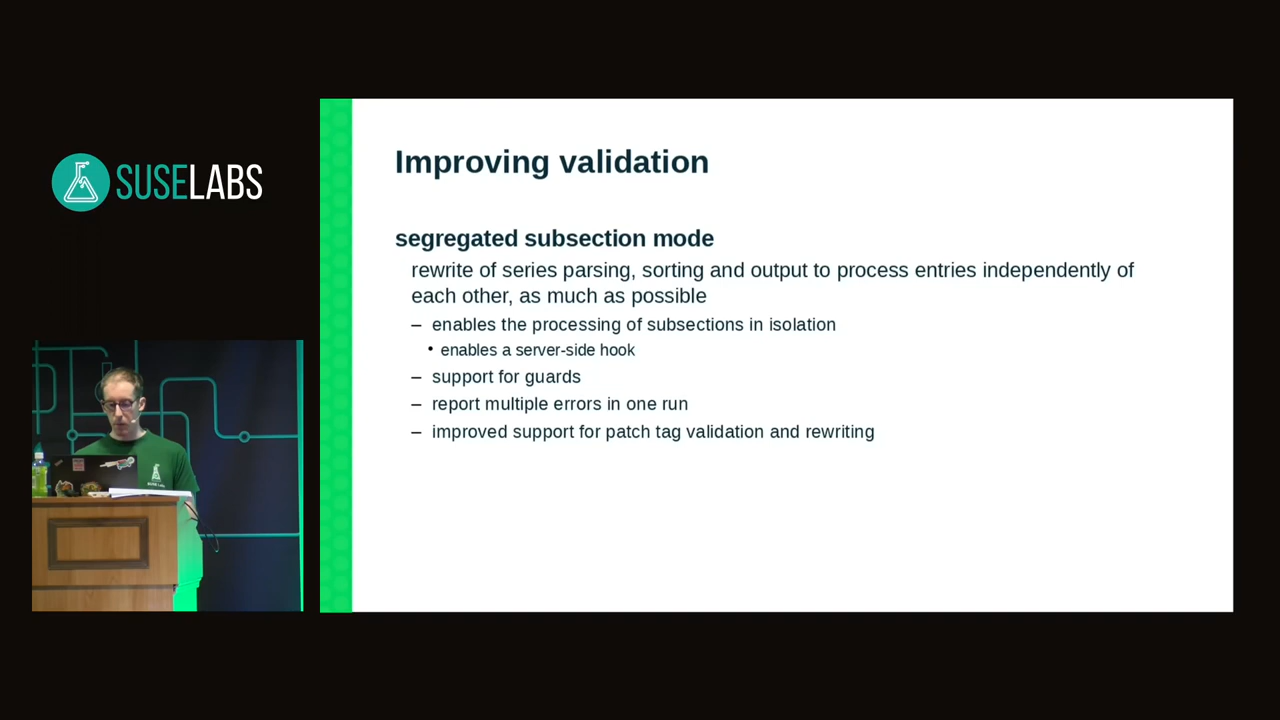 SUSELABS
Improving validation
segregated subsection mode
rewrite of series parsing, sorting and output to process entries independently of
each other, as much as possible
– enables the processing of subsections in isolation
• enables a server-side hook
– support for guards
– report multiple errors in one run
– improved support for patch tag validation and rewriting